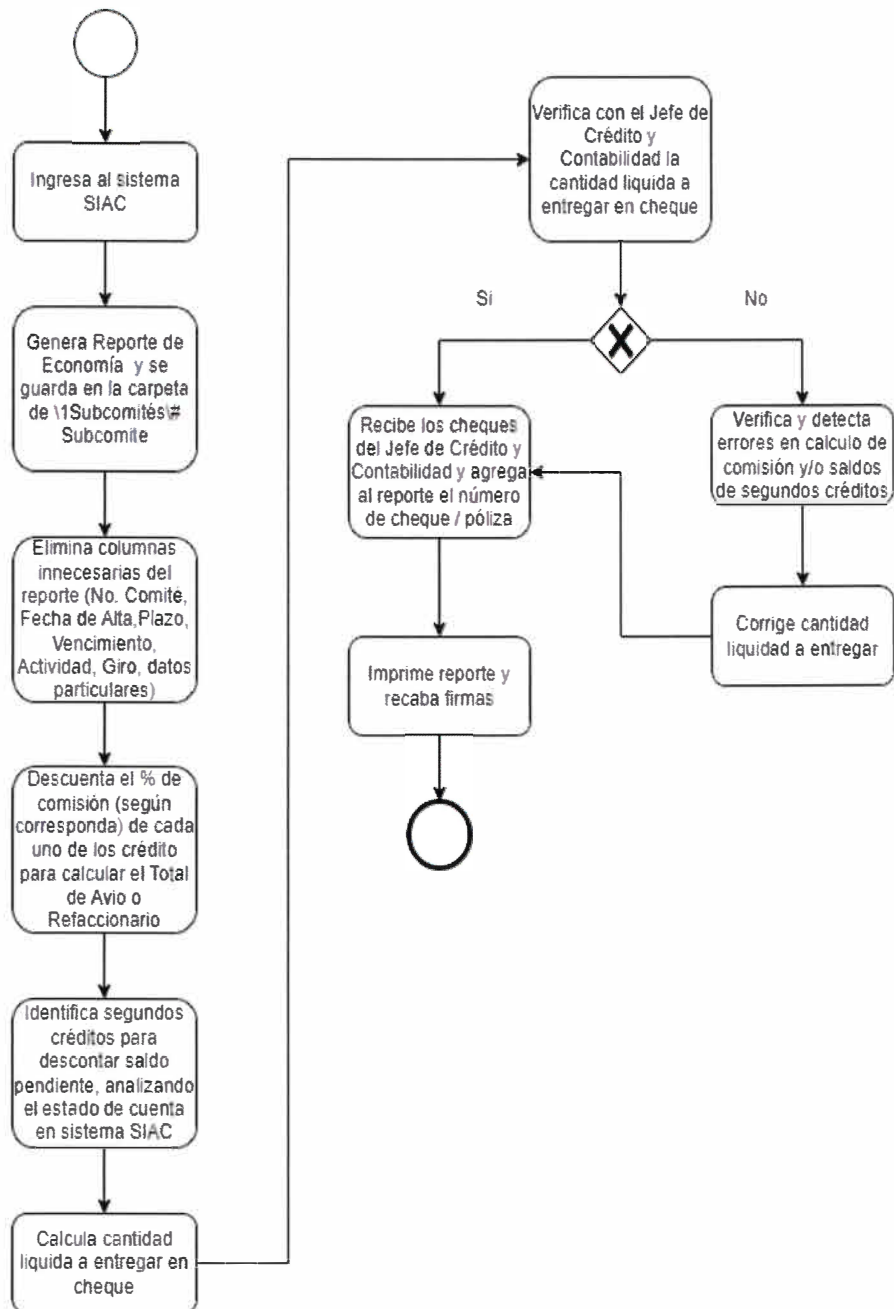 Ingresa al sistema
SIAC
Genera Reporte de
Economía y se
guarda en la carpeta
de \1Subcomités\#
Subcomite
Elimina columnas
innecesarias del
reporte (No. Comité,
Fecha de Alta,Plazo,
Vencimiento,
Actividad, Giro, datos
particulares)
Descuenta el % de
comisión (según
corresponda) de cada
uno de los crédito
para calcular el Total
de Avio o
Refaccionario
Identifica segundos
créditos para
descontar saldo
pendiente, analizando
el estado de cuenta
en sistema SIAC
Calcula cantidad
liquida a entregar en
cheque
Verifica con el Jefe de
Crédito y
Contabilidad la
cantidad liquida a
entregar en cheque
Si
No
Recibe los cheques
del Jefe de Crédito y
Contabilidad y agrega
al reporte el número
de cheque / póliza
Verifica y detecta
errores en calculo de
comisión y/o saldos
de segundos créditos
Corrige cantidad
liquidad a entregar
Imprime reporte y
recaba firmas